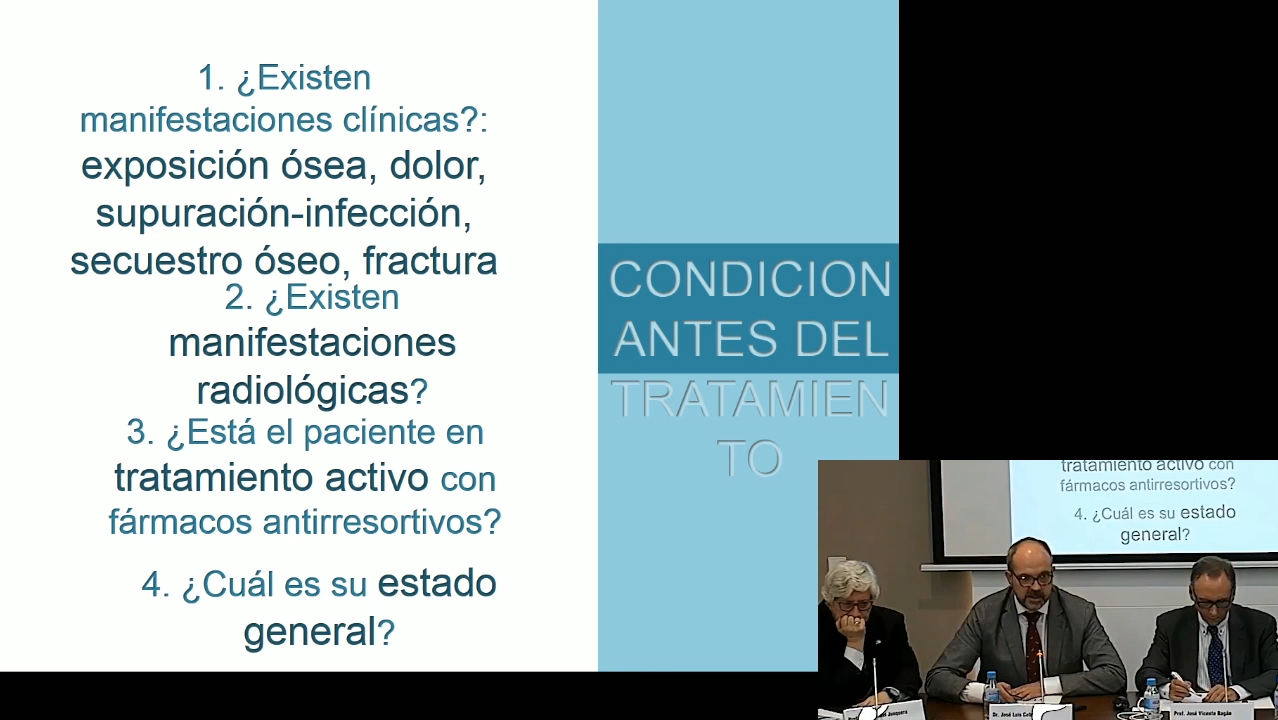 1. ¿Existen
manifestaciones clínicas?:
exposición ósea, dolor,
supuración-infección,
secuestro óseo, fractura
2. ¿Existen
manifestaciones
radiológicas?
3. ¿Está el paciente en
tratamiento activo con
fármacos antirresortivos?
4. ¿Cuál es su estado
general?
CONDICION
ANTES DEL
TRATAMIEN
TO
tratamiento activo con
fármacos antirresortivos?
4. ¿Cuál es su estado
general?
Junquera
Dr. José Luis
Prof. José Vicente Bagán